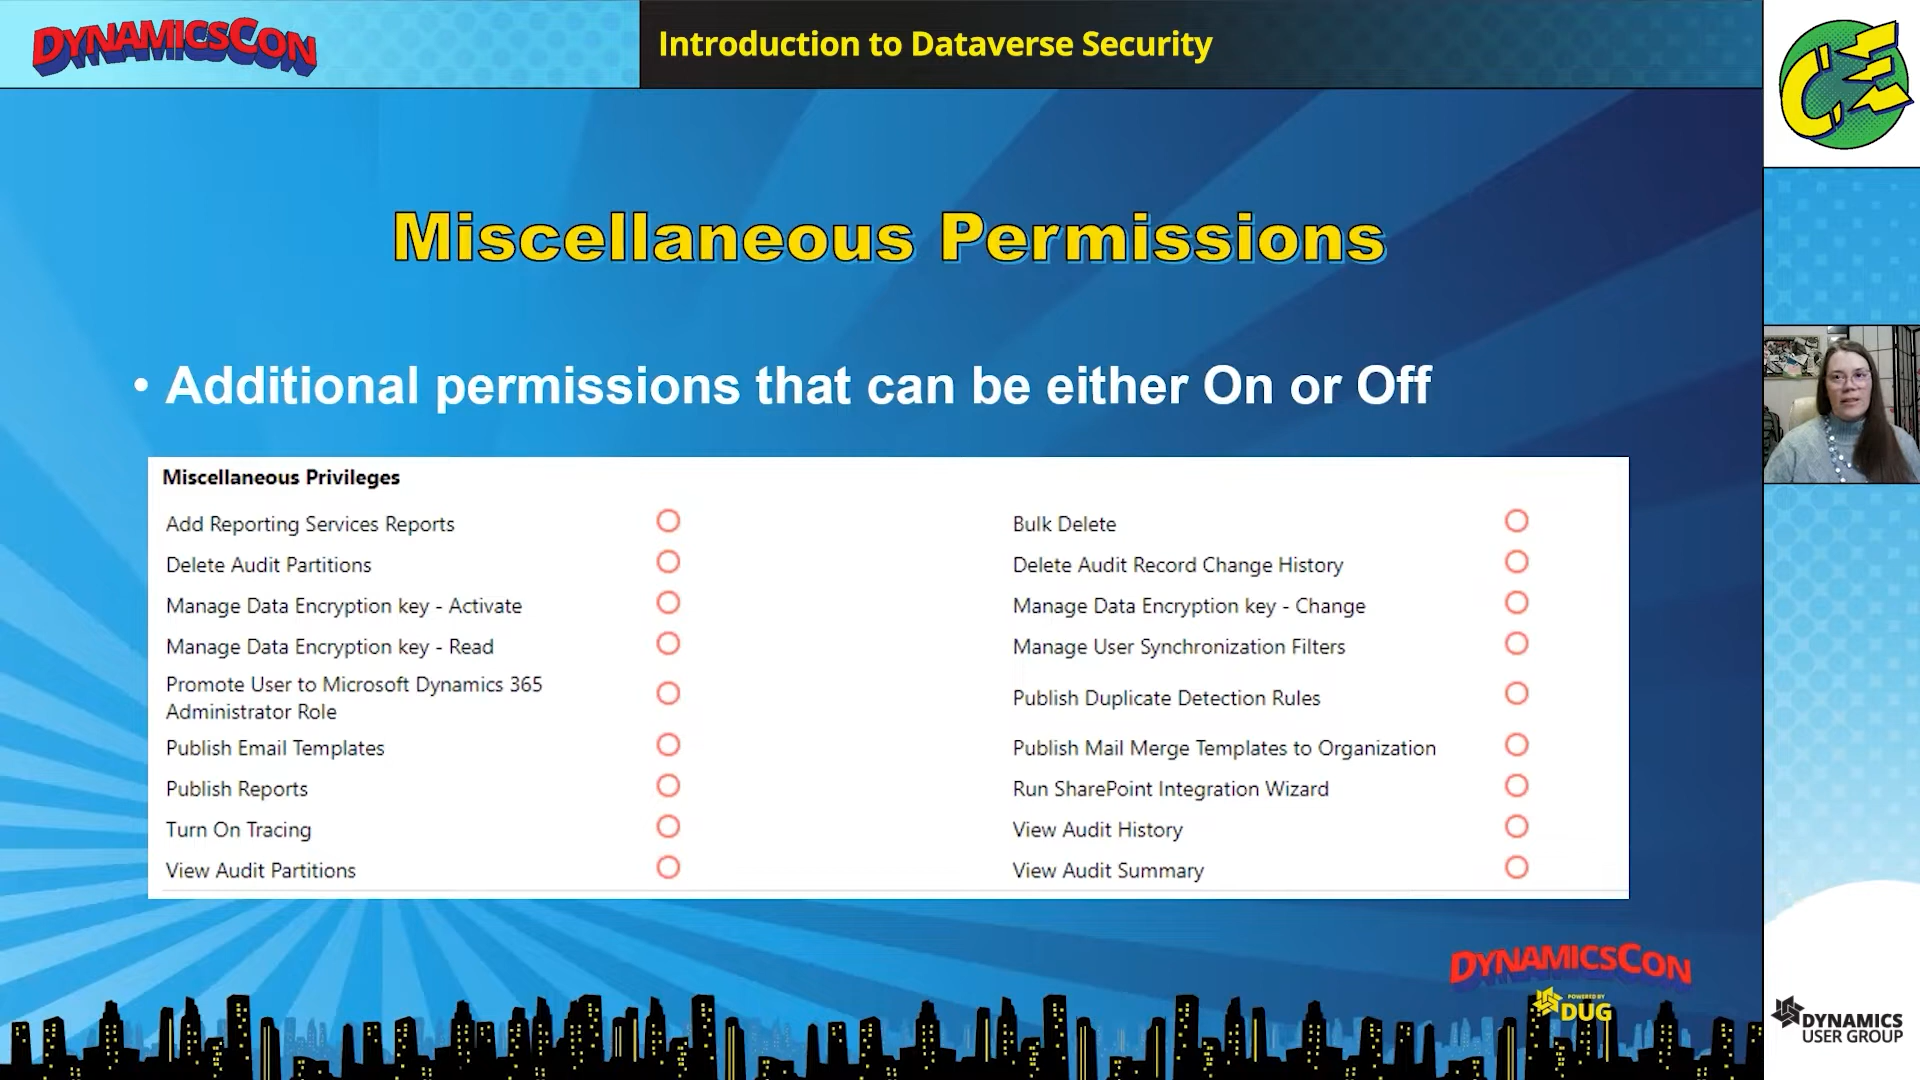 DYNAMICSCON
Introduction to Dataverse Security
CE
Miscellaneous Permissions
• Additional permissions that can be either On or Off
Miscellaneous Privileges
Add Reporting Services Reports
Bulk Delete
Delete Audit Partitions
Delete Audit Record Change History
Manage Data Encryption key - Activate
Manage Data Encryption key - Change
Manage Data Encryption key - Read
Manage User Synchronization Filters
Promote User to Microsoft Dynamics 365
Administrator Role
Publish Duplicate Detection Rules
Publish Email Templates
Publish Mail Merge Templates to Organization
Publish Reports
Run SharePoint Integration Wizard
Turn On Tracing
View Audit History
View Audit Partitions
View Audit Summary
DYNAMICSCON
POWERED BY
DUG
DYNAMICS
USER GROUP